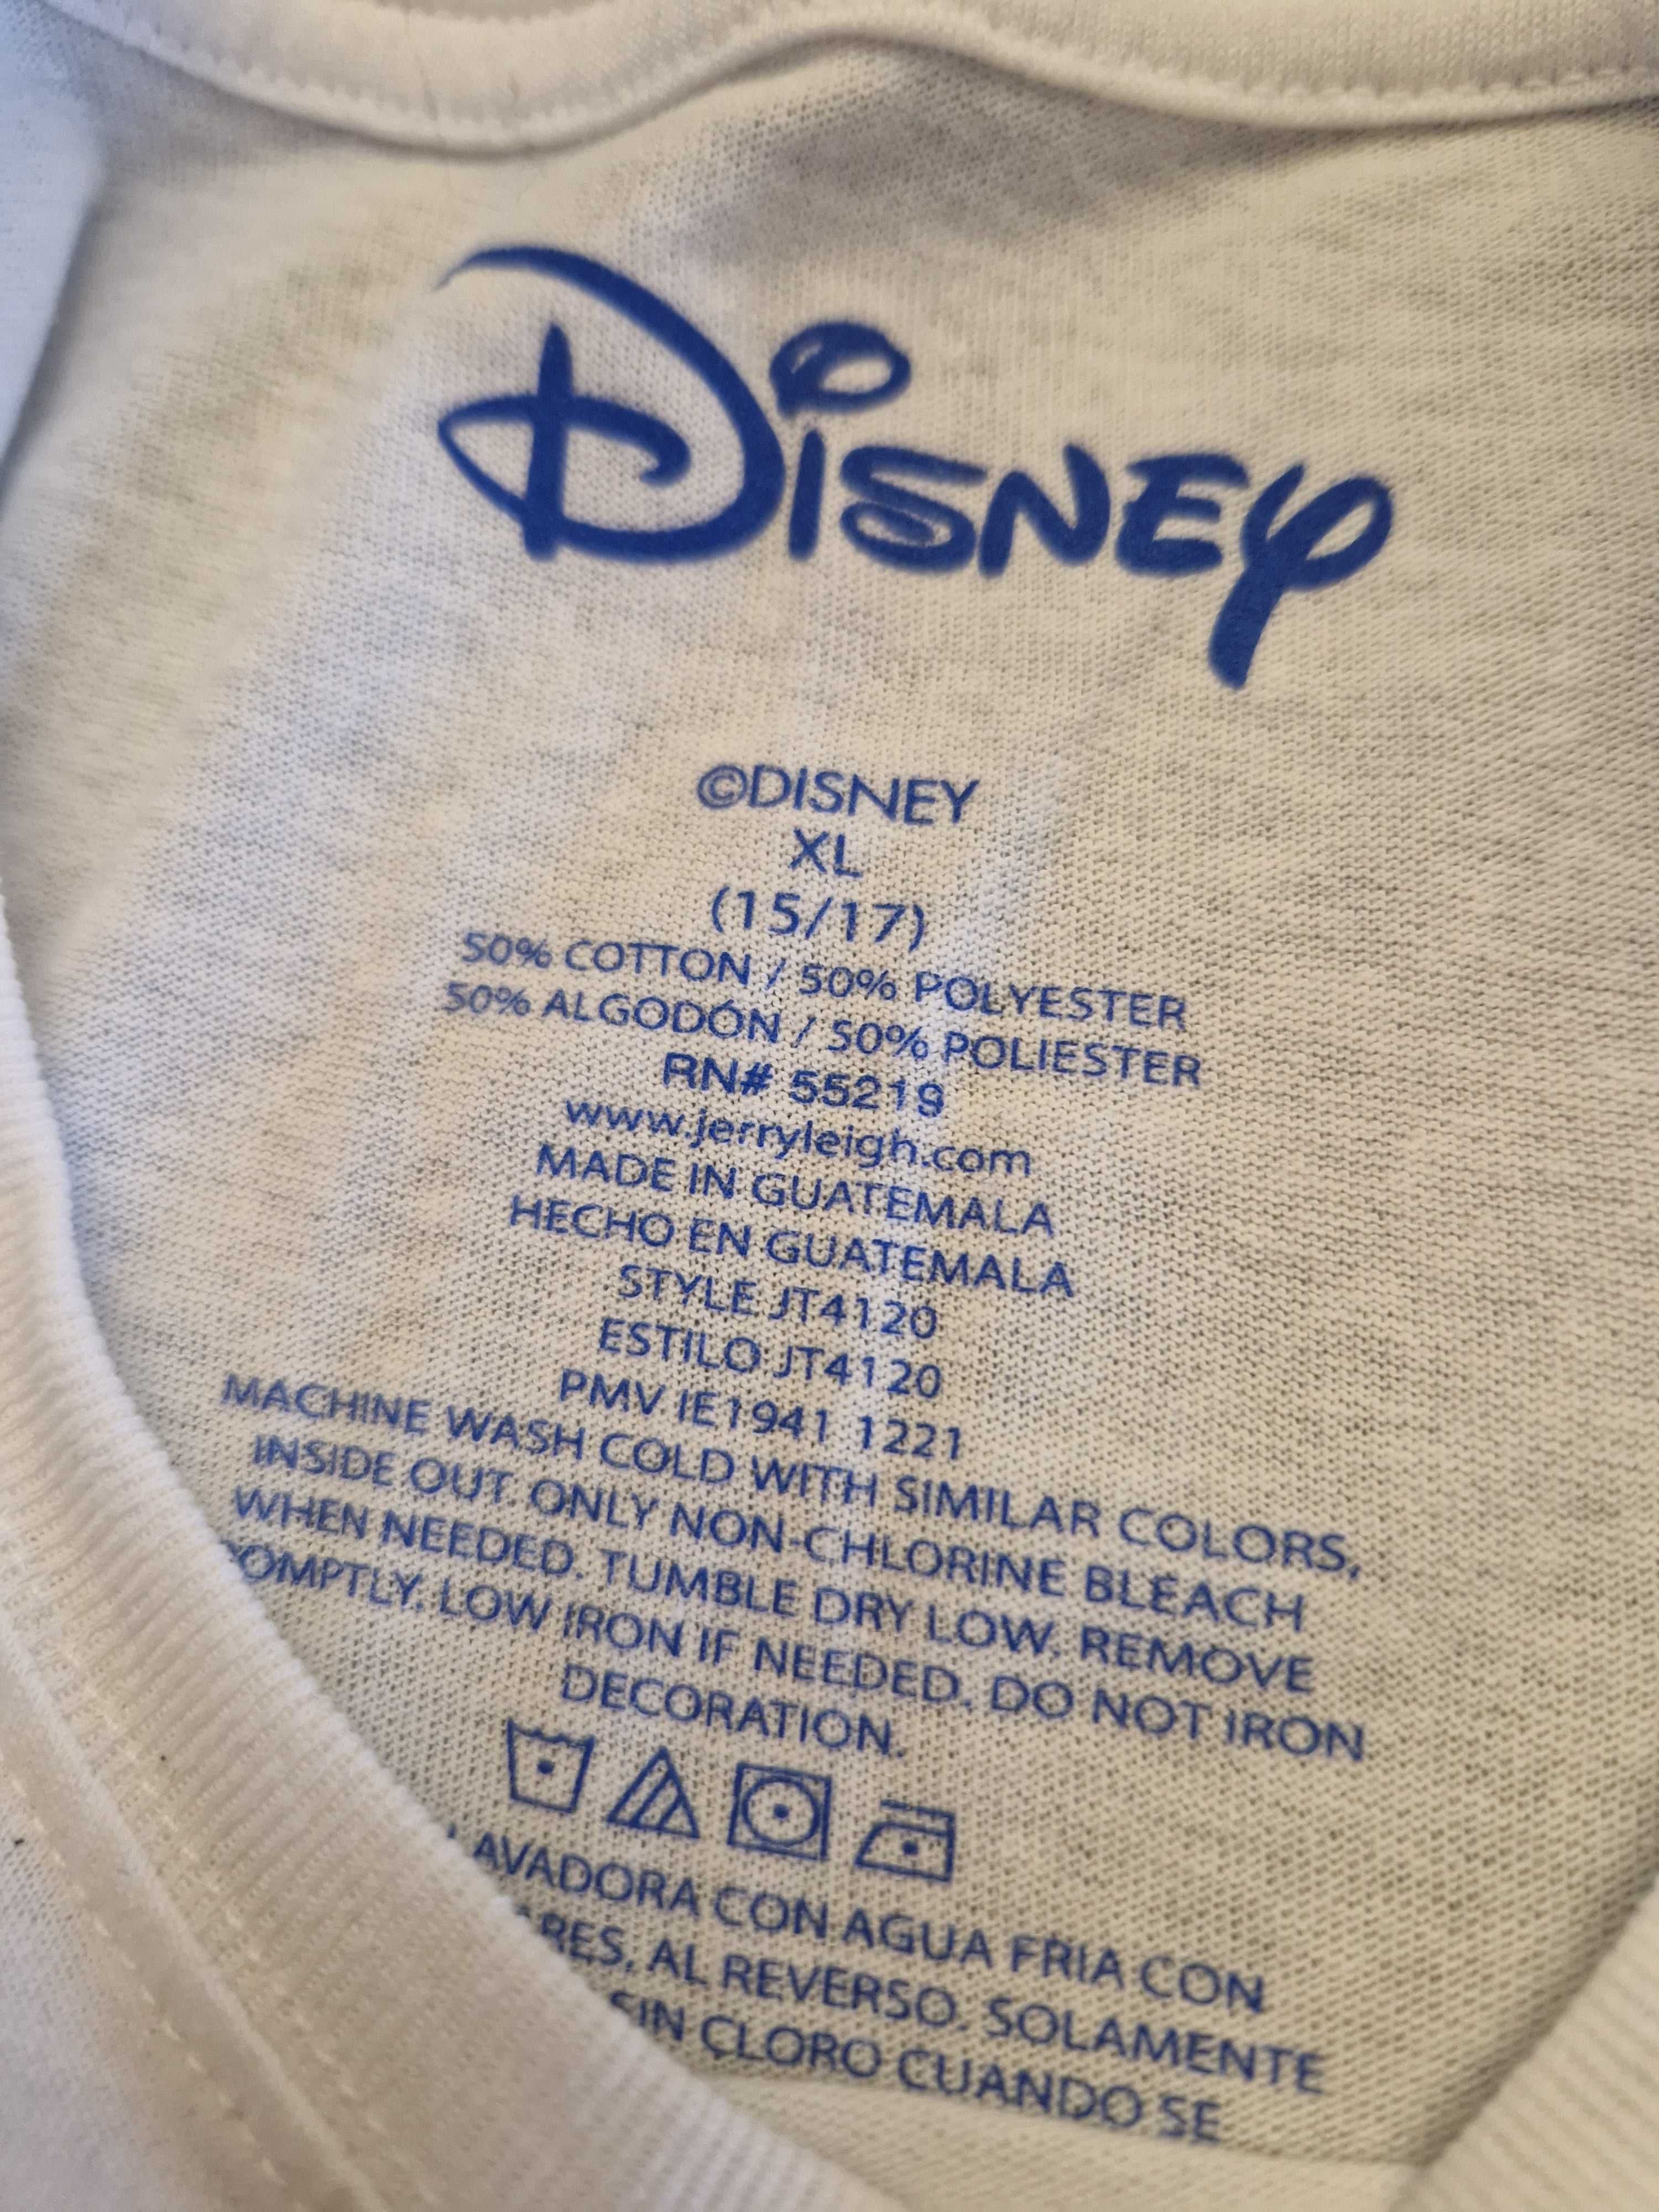 Disney
©DISNEY
XL
(15/17)
50% COTTON / 50% POLYESTER
50% ALGODÓN / 50% POLIESTER
RN# 55219
www.jerryleigh.com
MADE IN GUATEMALA
HECHO EN GUATEMALA
STYLE JT4120
ESTILO JT4120
PMV IE1941 1221
MACHINE WASH COLD WITH SIMILAR COLORS,
INSIDE OUT. ONLY NON-CHLORINE BLEACH
WHEN NEEDED. TUMBLE DRY LOW. REMOVE
OMPTLY. LOW IRON IF NEEDED. DO NOT IRON
DECORATION.
LAVADORA CON AGUA FRIA CON
ARES, AL REVERSO. SOLAMENTE
SIN CLORO CUANDO SE